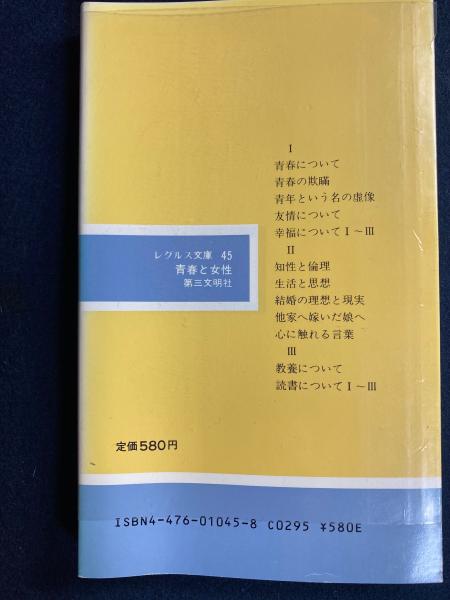 I
青春について
青春の欺瞞
青年という名の虚像
友情について
幸福についてI〜III
II
知性と倫理
生活と思想
結婚の理想と現実
他家へ嫁いだ娘へ
心に触れる言葉
III
教養について
読書についてI〜III
レグルス文庫 45
青春と女性
第三文明社
定価580円
ISBN4-476-01045-8 C0295 ¥580E